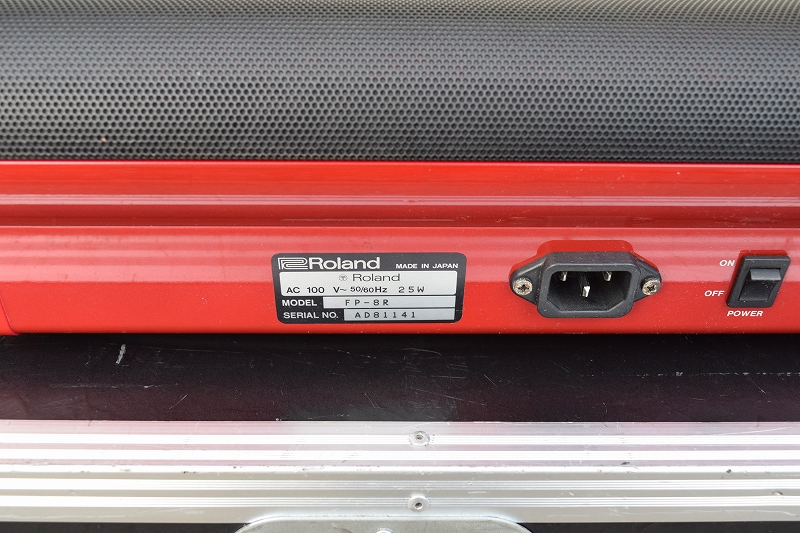 Roland MADE IN JAPAN
Roland
AC 100 V~ 50/60Hz 25W
MODEL FP-8R
SERIAL NO. AD81141
ON
OFF
POWER